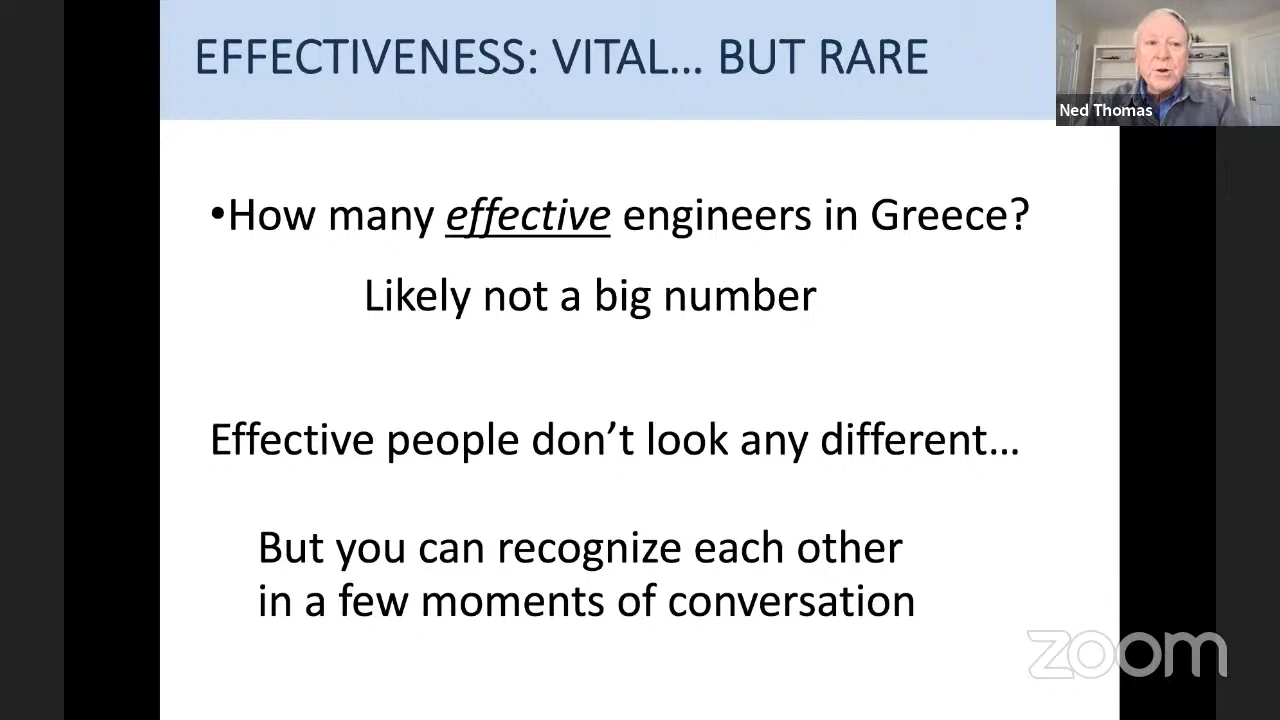 EFFECTIVENESS: VITAL… BUT RARE
Ned Thomas
•How many effective engineers in Greece?
Likely not a big number
Effective people don’t look any different…
But you can recognize each other
in a few moments of conversation
zoom